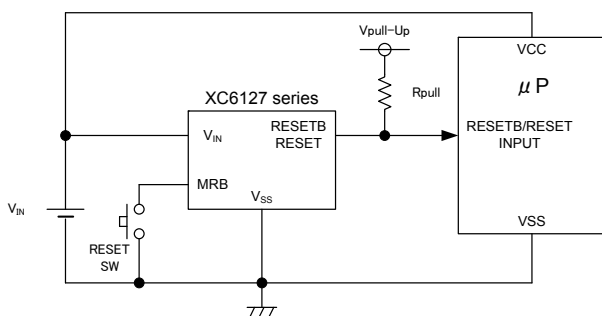 Vpull-Up
VCC
μP
Rpull
XC6127 series
VIN
RESETB
RESET
RESETB/RESET
INPUT
MRB
VSS
VIN
RESET
SW
VSS